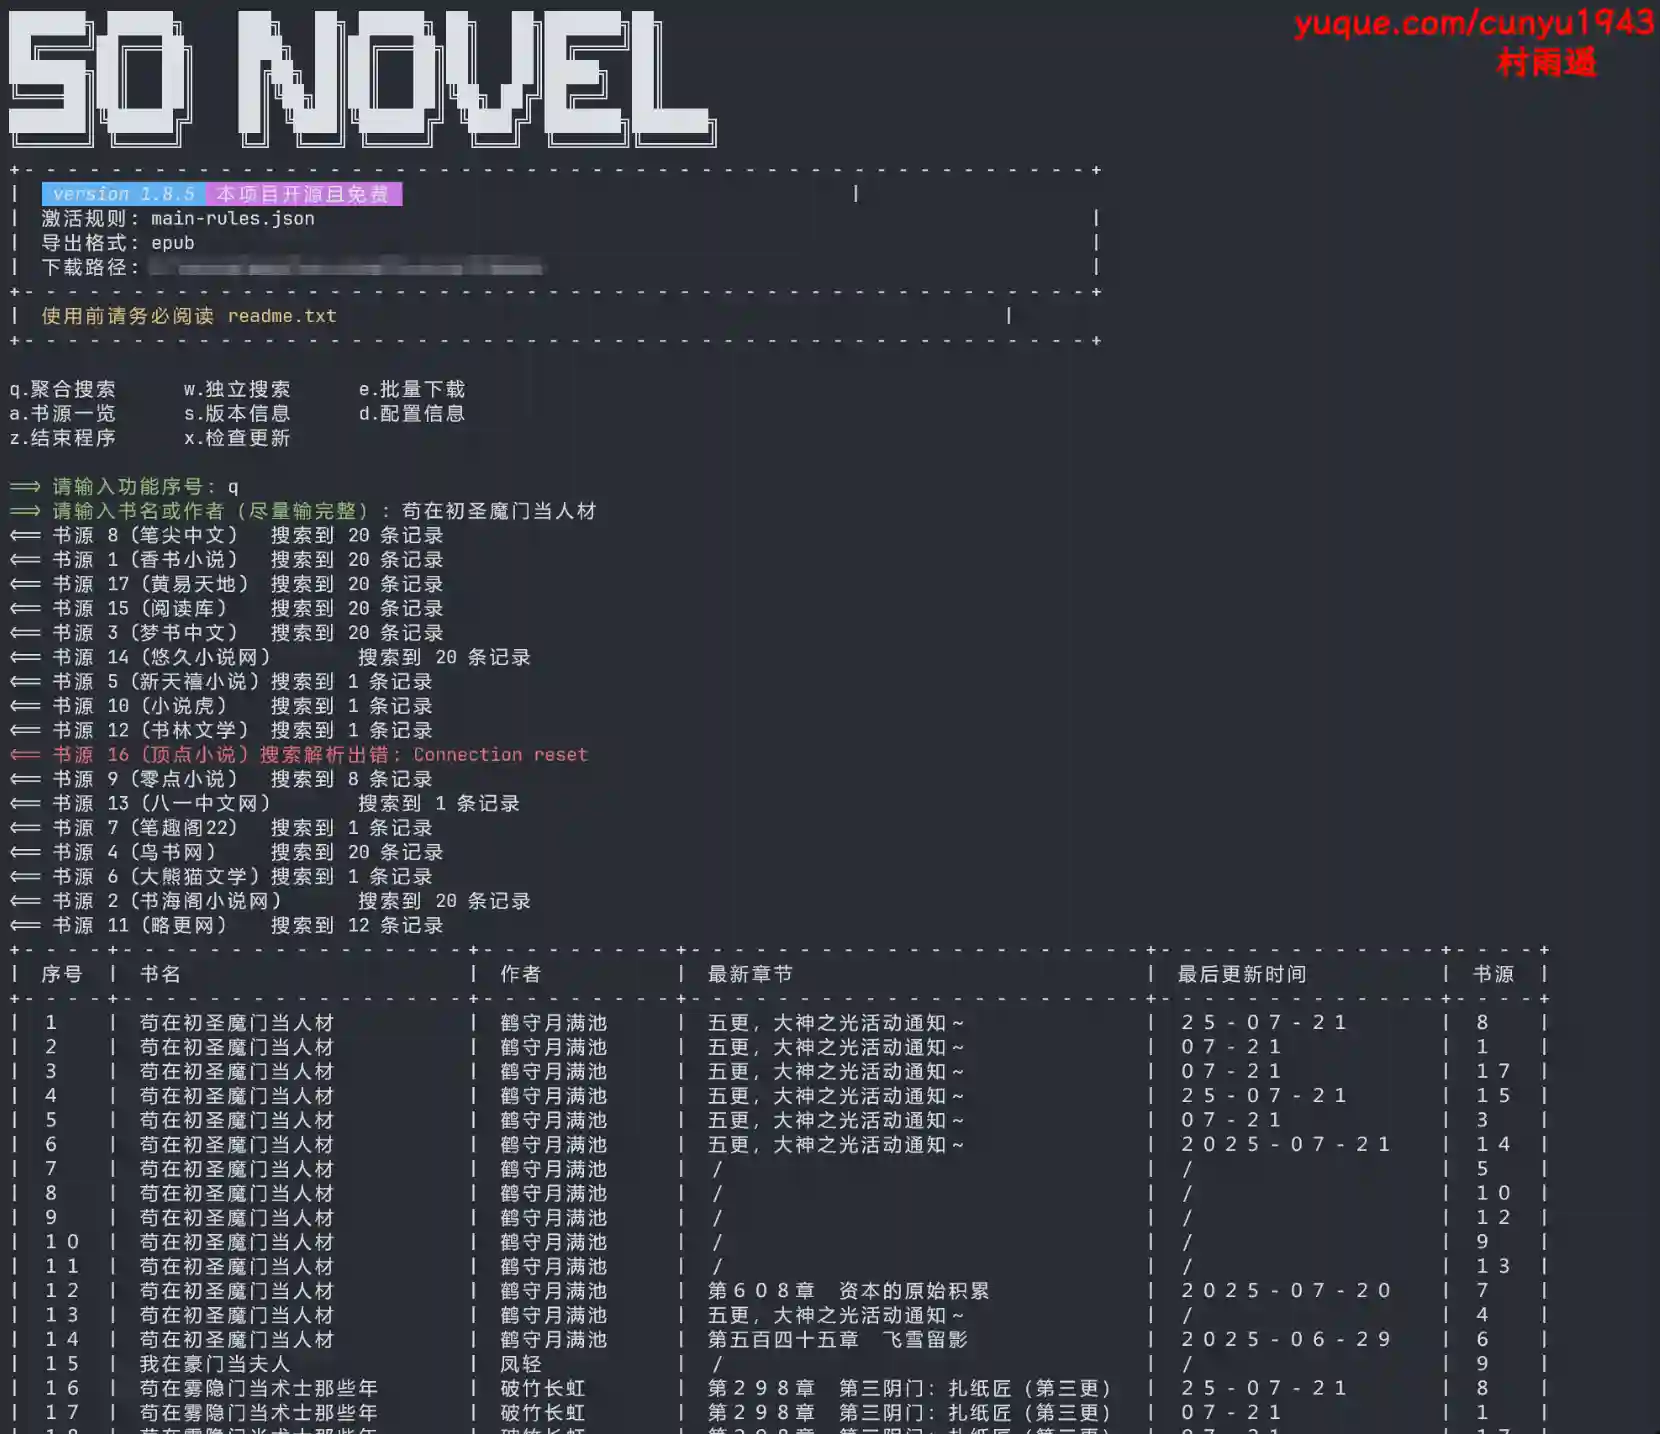 SO NOVEL
yuque.com/cunyu1943
村雨遥
version 1.8.5 本项目开源且免费
激活规则: main-rules.json
导出格式: epub
下载路径:
使用前请务必阅读 readme.txt
q.聚合搜索 w.独立搜索 e.批量下载
a.书源一览 s.版本信息 d.配置信息
z.结束程序 x.检查更新
==> 请输入功能序号: q
==> 请输入书名或作者（尽量输完整）: 苟在初圣魔门当人材
<== 书源 8（笔尖中文） 搜索到 20 条记录
<== 书源 1（香书小说） 搜索到 20 条记录
<== 书源 17（黄易天地） 搜索到 20 条记录
<== 书源 15（阅读库） 搜索到 20 条记录
<== 书源 3（梦书中文） 搜索到 20 条记录
<== 书源 14（悠久小说网） 搜索到 20 条记录
<== 书源 5（新天禧小说）搜索到 1 条记录
<== 书源 10（小说虎） 搜索到 1 条记录
<== 书源 12（书林文学） 搜索到 1 条记录
<== 书源 16（顶点小说）搜索解析出错: Connection reset
<== 书源 9（零点小说） 搜索到 8 条记录
<== 书源 13（八一中文网） 搜索到 1 条记录
<== 书源 7（笔趣阁22） 搜索到 1 条记录
<== 书源 4（鸟书网） 搜索到 20 条记录
<== 书源 6（大熊猫文学）搜索到 1 条记录
<== 书源 2（书海阁小说网） 搜索到 20 条记录
<== 书源 11（略更网） 搜索到 12 条记录
| 序号 | 书名 | 作者 | 最新章节 | 最后更新时间 | 书源 |
| 1 | 苟在初圣魔门当人材 | 鹤守月满池 | 五更，大神之光活动通知~ | 25-07-21 | 8 |
| 2 | 苟在初圣魔门当人材 | 鹤守月满池 | 五更，大神之光活动通知~ | 07-21 | 1 |
| 3 | 苟在初圣魔门当人材 | 鹤守月满池 | 五更，大神之光活动通知~ | 07-21 | 17 |
| 4 | 苟在初圣魔门当人材 | 鹤守月满池 | 五更，大神之光活动通知~ | 25-07-21 | 15 |
| 5 | 苟在初圣魔门当人材 | 鹤守月满池 | 五更，大神之光活动通知~ | 07-21 | 3 |
| 6 | 苟在初圣魔门当人材 | 鹤守月满池 | 五更，大神之光活动通知~ | 2025-07-21 | 14 |
| 7 | 苟在初圣魔门当人材 | 鹤守月满池 | / | / | 5 |
| 8 | 苟在初圣魔门当人材 | 鹤守月满池 | / | / | 10 |
| 9 | 苟在初圣魔门当人材 | 鹤守月满池 | / | / | 12 |
| 10 | 苟在初圣魔门当人材 | 鹤守月满池 | / | / | 9 |
| 11 | 苟在初圣魔门当人材 | 鹤守月满池 | / | / | 13 |
| 12 | 苟在初圣魔门当人材 | 鹤守月满池 | 第608章 资本的原始积累 | 2025-07-20 | 7 |
| 13 | 苟在初圣魔门当人材 | 鹤守月满池 | 五更，大神之光活动通知~ | / | 4 |
| 14 | 苟在初圣魔门当人材 | 鹤守月满池 | 第五百四十五章 飞雪留影 | 2025-06-29 | 6 |
| 15 | 我在豪门当夫人 | 凤轻 | / | / | 9 |
| 16 | 苟在雾隐门当术士那些年 | 破竹长虹 | 第298章 第三阴门：扎纸匠（第三更） | 25-07-21 | 8 |
| 17 | 苟在雾隐门当术士那些年 | 破竹长虹 | 第298章 第三阴门：扎纸匠（第三更） | 07-21 | 1 |